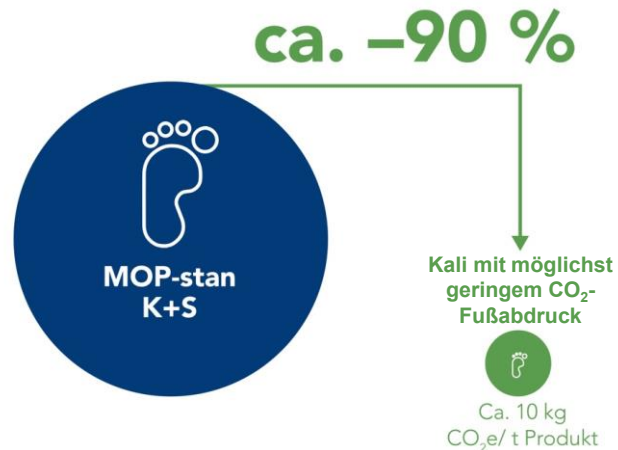 ca. –90 %
MOP-stan
K+S
Kali mit möglichst
geringem CO₂-
Fußabdruck
Ca. 10 kg
CO₂e/ t Produkt